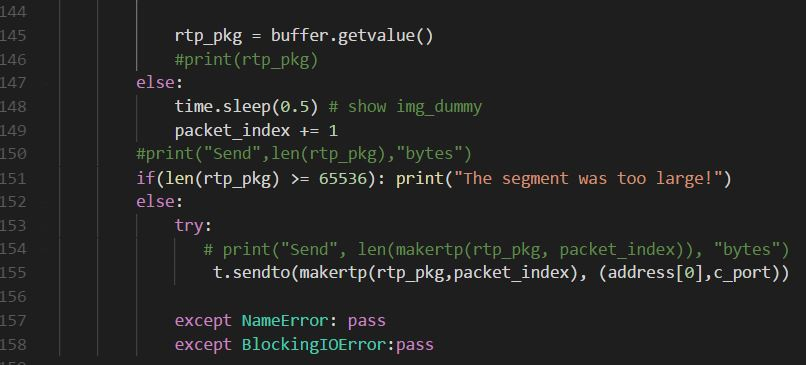 144
145 rtp_pkg = buffer.getvalue()
146 #print(rtp_pkg)
147 else:
148 time.sleep(0.5) # show img_dummy
149 packet_index += 1
150 #print("Send",len(rtp_pkg),"bytes")
151 if(len(rtp_pkg) >= 65536): print("The segment was too large!")
152 else:
153 try:
154 # print("Send", len(makertp(rtp_pkg, packet_index)), "bytes")
155 t.sendto(makertp(rtp_pkg,packet_index), (address[0],c_port))
156
157 except NameError: pass
158 except BlockingIOError:pass